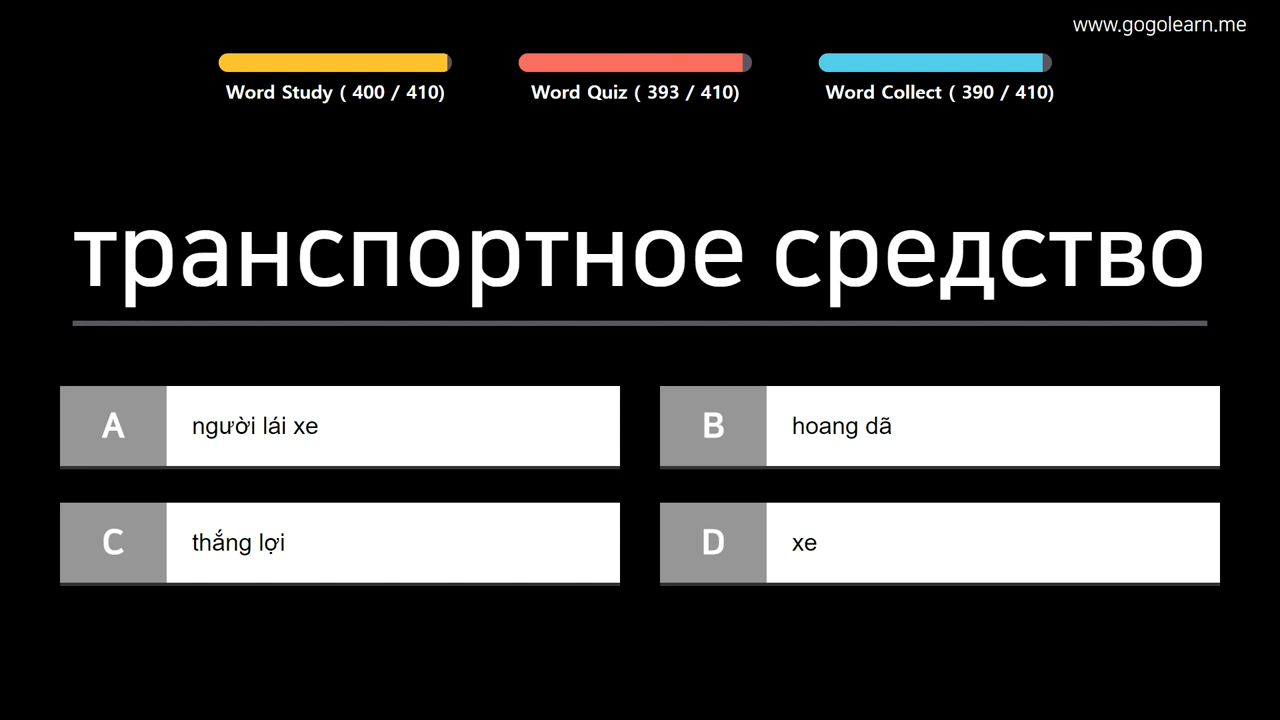 www.gogolearn.me
Word Study ( 400 / 410)
Word Quiz ( 393 / 410)
Word Collect ( 390 / 410)
транспортное средство
A người lái xe
B hoang dã
C thắng lợi
D xe